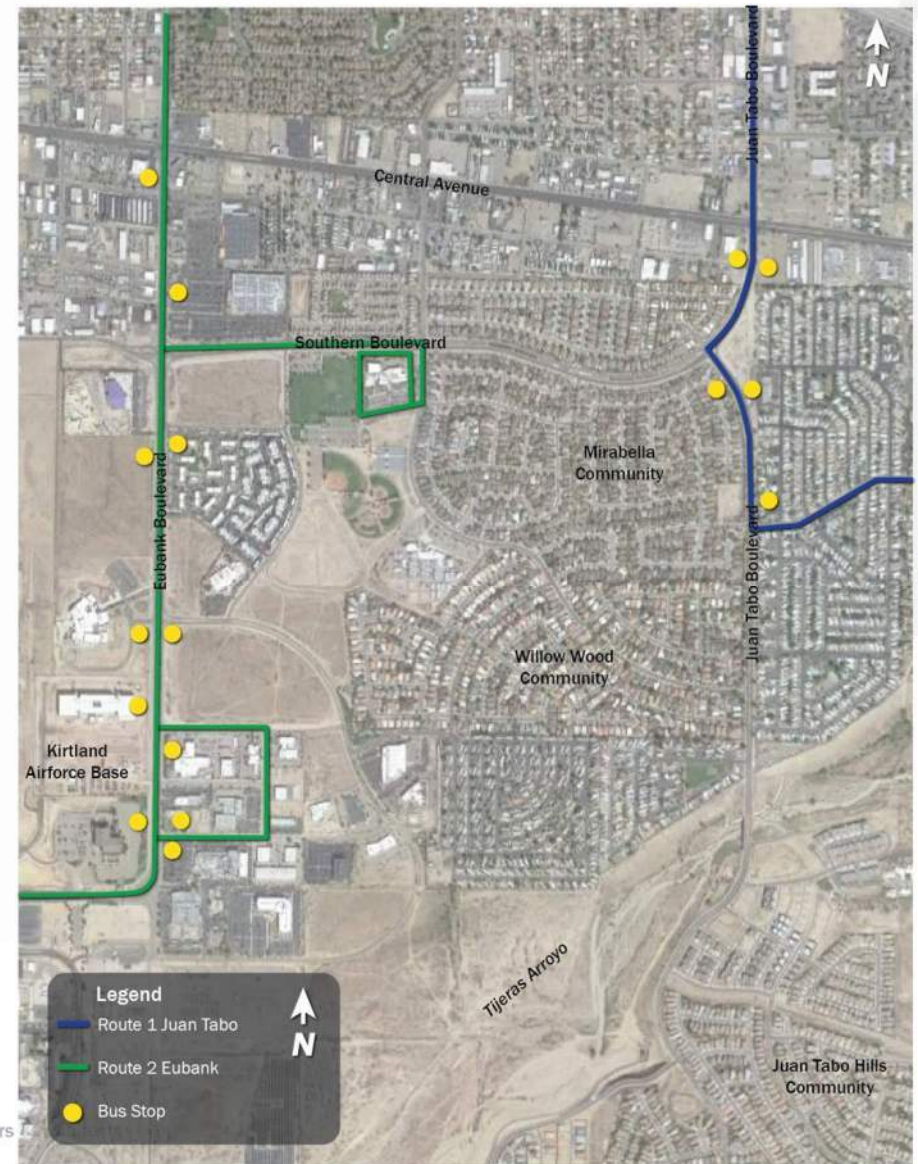 Juan Tabo Boulevard
N
Central Avenue
Southern Boulevard
Mirabella
Community
Eubank Boulevard
Juan Tabo Boulevard
Willow Wood
Community
Kirtland
Airforce Base
Tijeras Arroyo
Juan Tabo Hills
Community
Legend
Route 1 Juan Tabo
N
Route 2 Eubank
Bus Stop